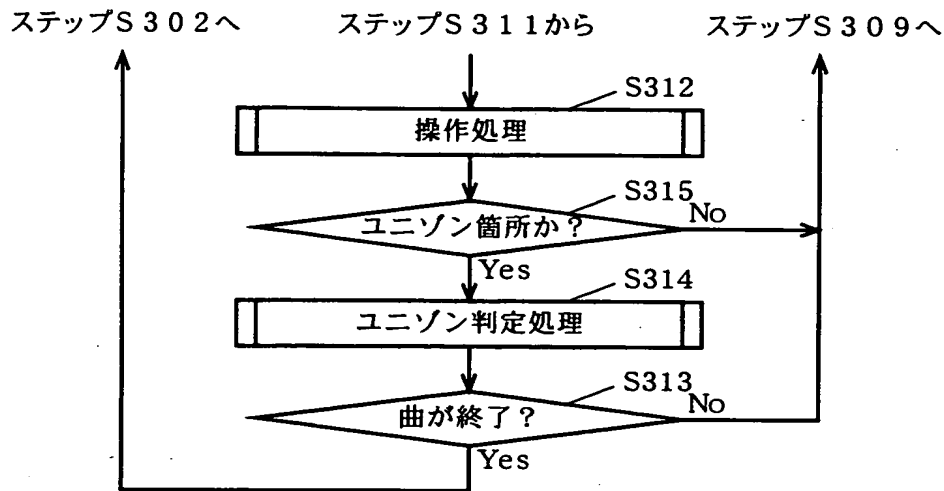 ステップS302へ
ステップS311から
ステップS309へ
S312
操作処理
S315
ユニゾン箇所か?
No
Yes
S314
ユニゾン判定処理
S313
曲が終了?
No
Yes